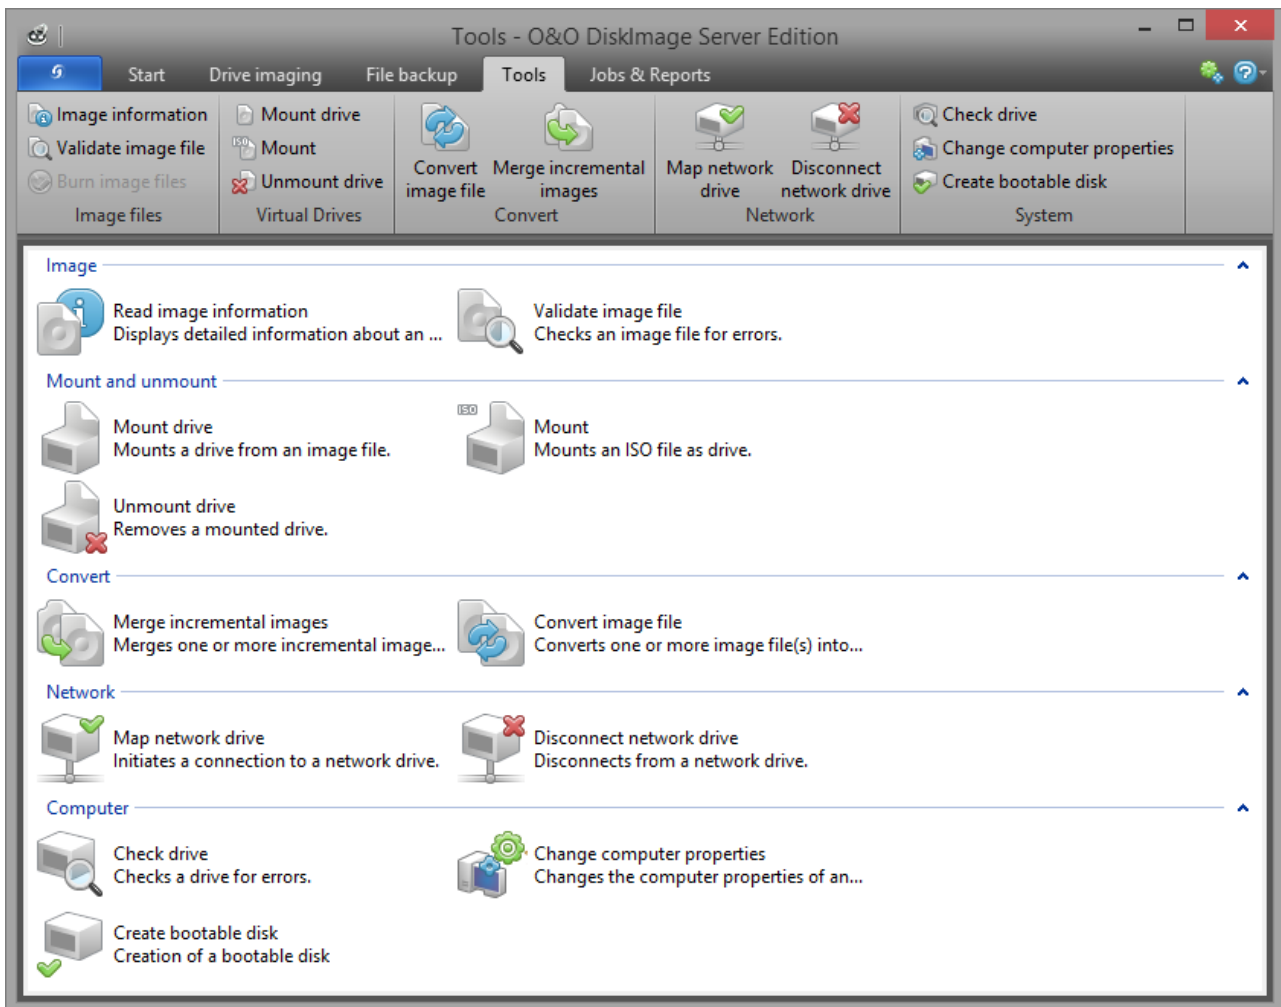 Tools - O&O DiskImage Server Edition
Start Drive imaging File backup Tools Jobs & Reports
Image information
Validate image file
Burn image files
Image files
Mount drive
ISO Mount
Unmount drive
Virtual Drives
Convert
image file
Merge incremental
images
Convert
Map network
drive
Disconnect
network drive
Network
Check drive
Change computer properties
Create bootable disk
System
Image
Read image information
Displays detailed information about an ...
Validate image file
Checks an image file for errors.
Mount and unmount
Mount drive
Mounts a drive from an image file.
ISO
Mount
Mounts an ISO file as drive.
Unmount drive
Removes a mounted drive.
Convert
Merge incremental images
Merges one or more incremental image...
Convert image file
Converts one or more image file(s) into...
Network
Map network drive
Initiates a connection to a network drive.
Disconnect network drive
Disconnects from a network drive.
Computer
Check drive
Checks a drive for errors.
Change computer properties
Changes the computer properties of an...
Create bootable disk
Creation of a bootable disk